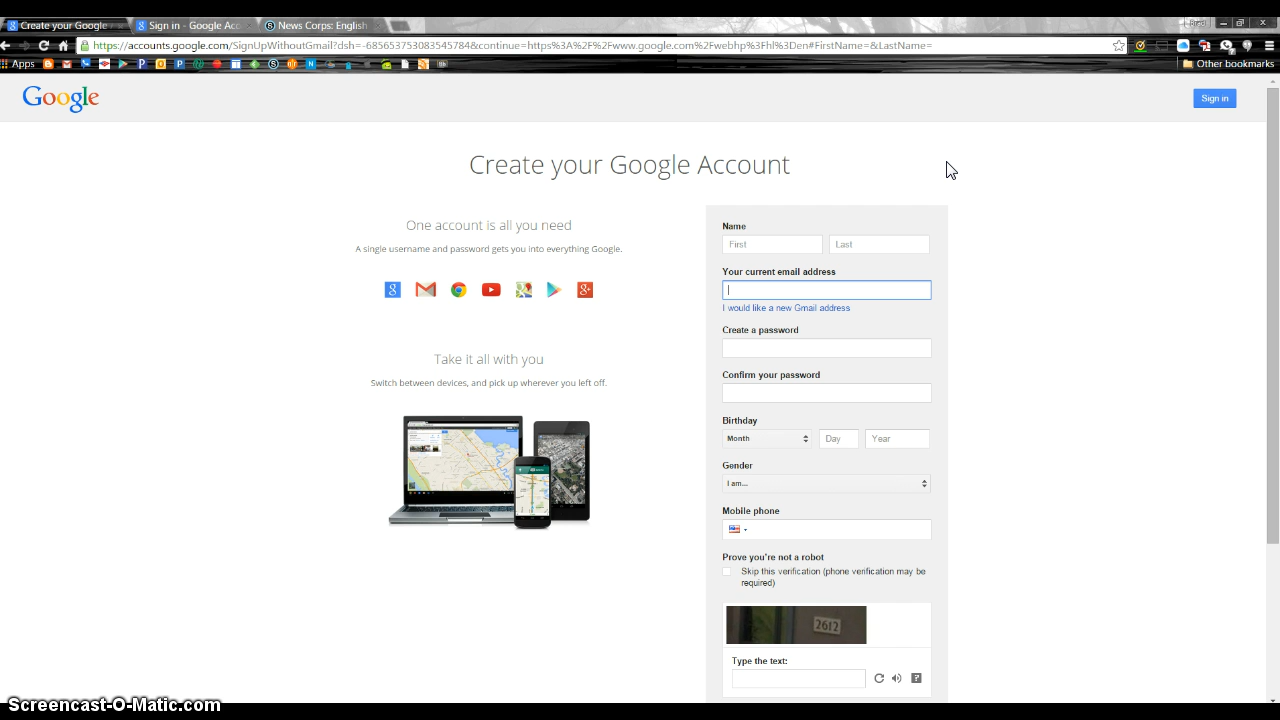 Create your Google
Sign in - Google Acc
News Corps: English
https://accounts.google.com/SignUpWithoutGmail?dsh=-685653753083545784&continue=https%3A%2F%2Fwww.google.com%2Fwebhp%3Fhl%3Den#FirstName=&LastName=
Apps
Other bookmarks
Google
Sign in
Create your Google Account
One account is all you need
A single username and password gets you into everything Google.
Take it all with you
Switch between devices, and pick up wherever you left off.
Name
First
Last
Your current email address
I would like a new Gmail address
Create a password
Confirm your password
Birthday
Month
Day
Year
Gender
I am...
Mobile phone
Prove you're not a robot
Skip this verification (phone verification may be
required)
2612
Type the text:
Screencast-O-Matic.com